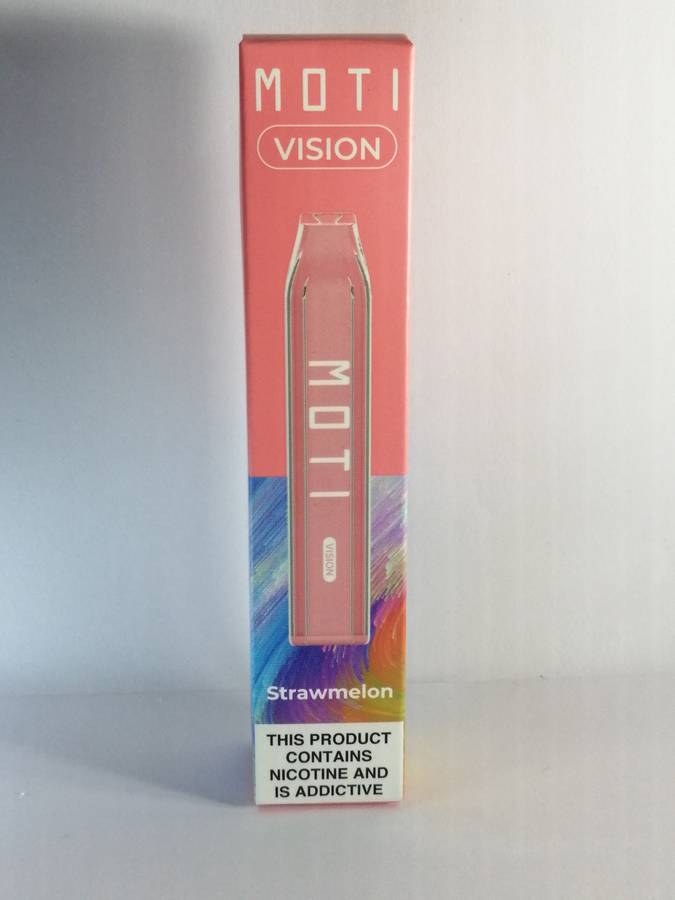 MOTI
VISION
MOTI
VISION
Strawmelon
THIS PRODUCT
CONTAINS
NICOTINE AND
IS ADDICTIVE